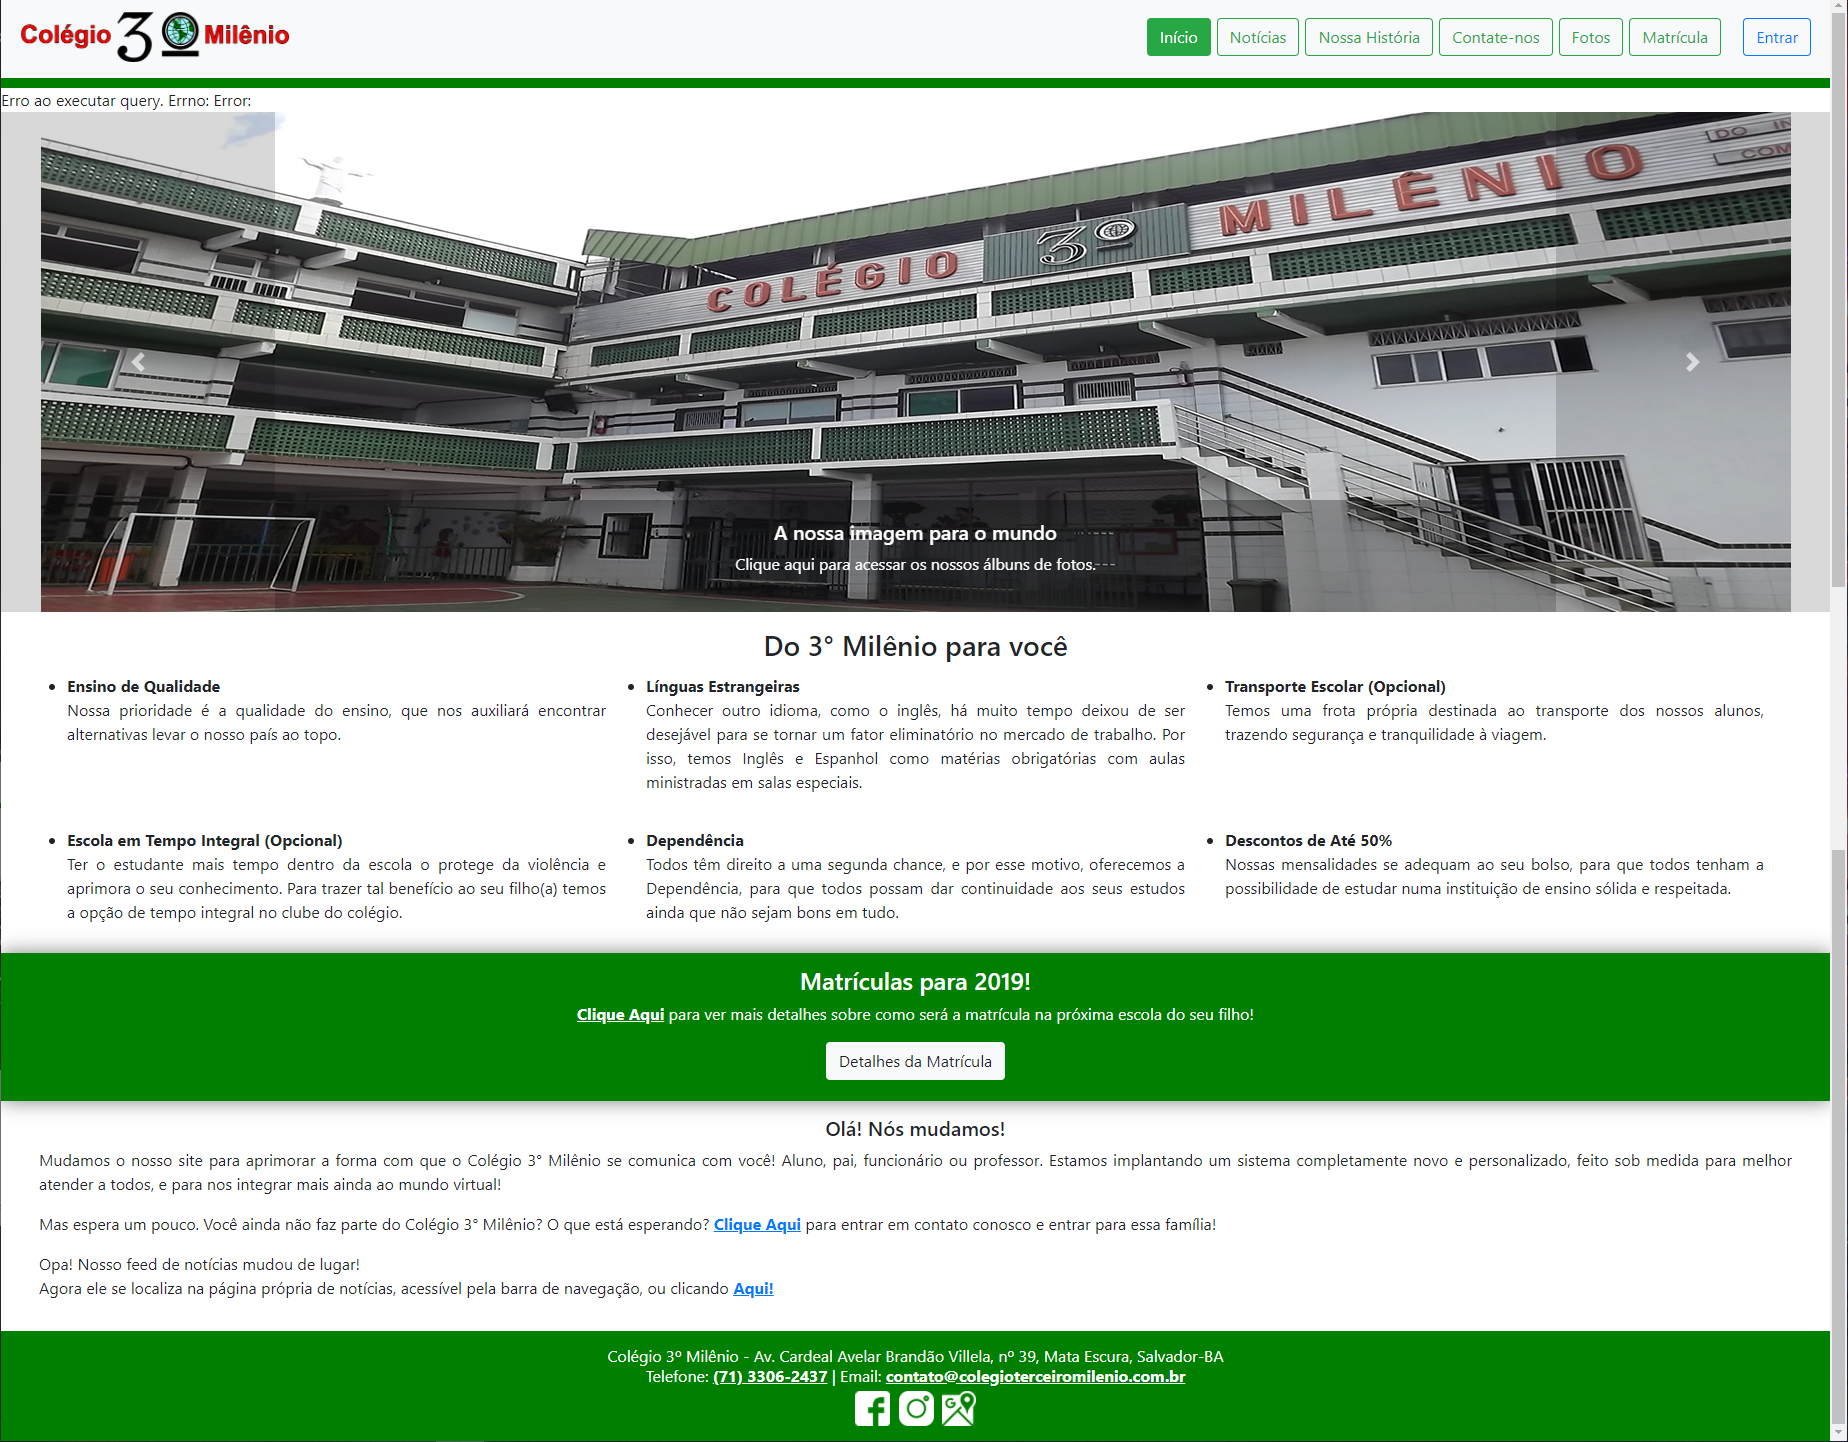 Colégio 3º Milênio
Início
Notícias
Nossa História
Contate-nos
Fotos
Matrícula
Entrar
Erro ao executar query. Errno: Error:
DO IN
COM
COLÉGIO 3º MILÊNIO
A nossa imagem para o mundo
Clique aqui para acessar os nossos álbuns de fotos.
Do 3° Milênio para você
Ensino de Qualidade
Nossa prioridade é a qualidade do ensino, que nos auxiliará encontrar
alternativas levar o nosso país ao topo.
Línguas Estrangeiras
Conhecer outro idioma, como o inglês, há muito tempo deixou de ser
desejável para se tornar um fator eliminatório no mercado de trabalho. Por
isso, temos Inglês e Espanhol como matérias obrigatórias com aulas
ministradas em salas especiais.
Transporte Escolar (Opcional)
Temos uma frota própria destinada ao transporte dos nossos alunos,
trazendo segurança e tranquilidade à viagem.
Escola em Tempo Integral (Opcional)
Ter o estudante mais tempo dentro da escola o protege da violência e
aprimora o seu conhecimento. Para trazer tal benefício ao seu filho(a) temos
a opção de tempo integral no clube do colégio.
Dependência
Todos têm direito a uma segunda chance, e por esse motivo, oferecemos a
Dependência, para que todos possam dar continuidade aos seus estudos
ainda que não sejam bons em tudo.
Descontos de Até 50%
Nossas mensalidades se adequam ao seu bolso, para que todos tenham a
possibilidade de estudar numa instituição de ensino sólida e respeitada.
Matrículas para 2019!
Clique Aqui para ver mais detalhes sobre como será a matrícula na próxima escola do seu filho!
Detalhes da Matrícula
Olá! Nós mudamos!
Mudamos o nosso site para aprimorar a forma com que o Colégio 3° Milênio se comunica com você! Aluno, pai, funcionário ou professor. Estamos implantando um sistema completamente novo e personalizado, feito sob medida para melhor
atender a todos, e para nos integrar mais ainda ao mundo virtual!
Mas espera um pouco. Você ainda não faz parte do Colégio 3° Milênio? O que está esperando? Clique Aqui para entrar em contato conosco e entrar para essa família!
Opa! Nosso feed de notícias mudou de lugar!
Agora ele se localiza na página própria de notícias, acessível pela barra de navegação, ou clicando Aqui!
Colégio 3º Milênio - Av. Cardeal Avelar Brandão Villela, nº 39, Mata Escura, Salvador-BA
Telefone: (71) 3306-2437 | Email: contato@colegioterceiromilenio.com.br